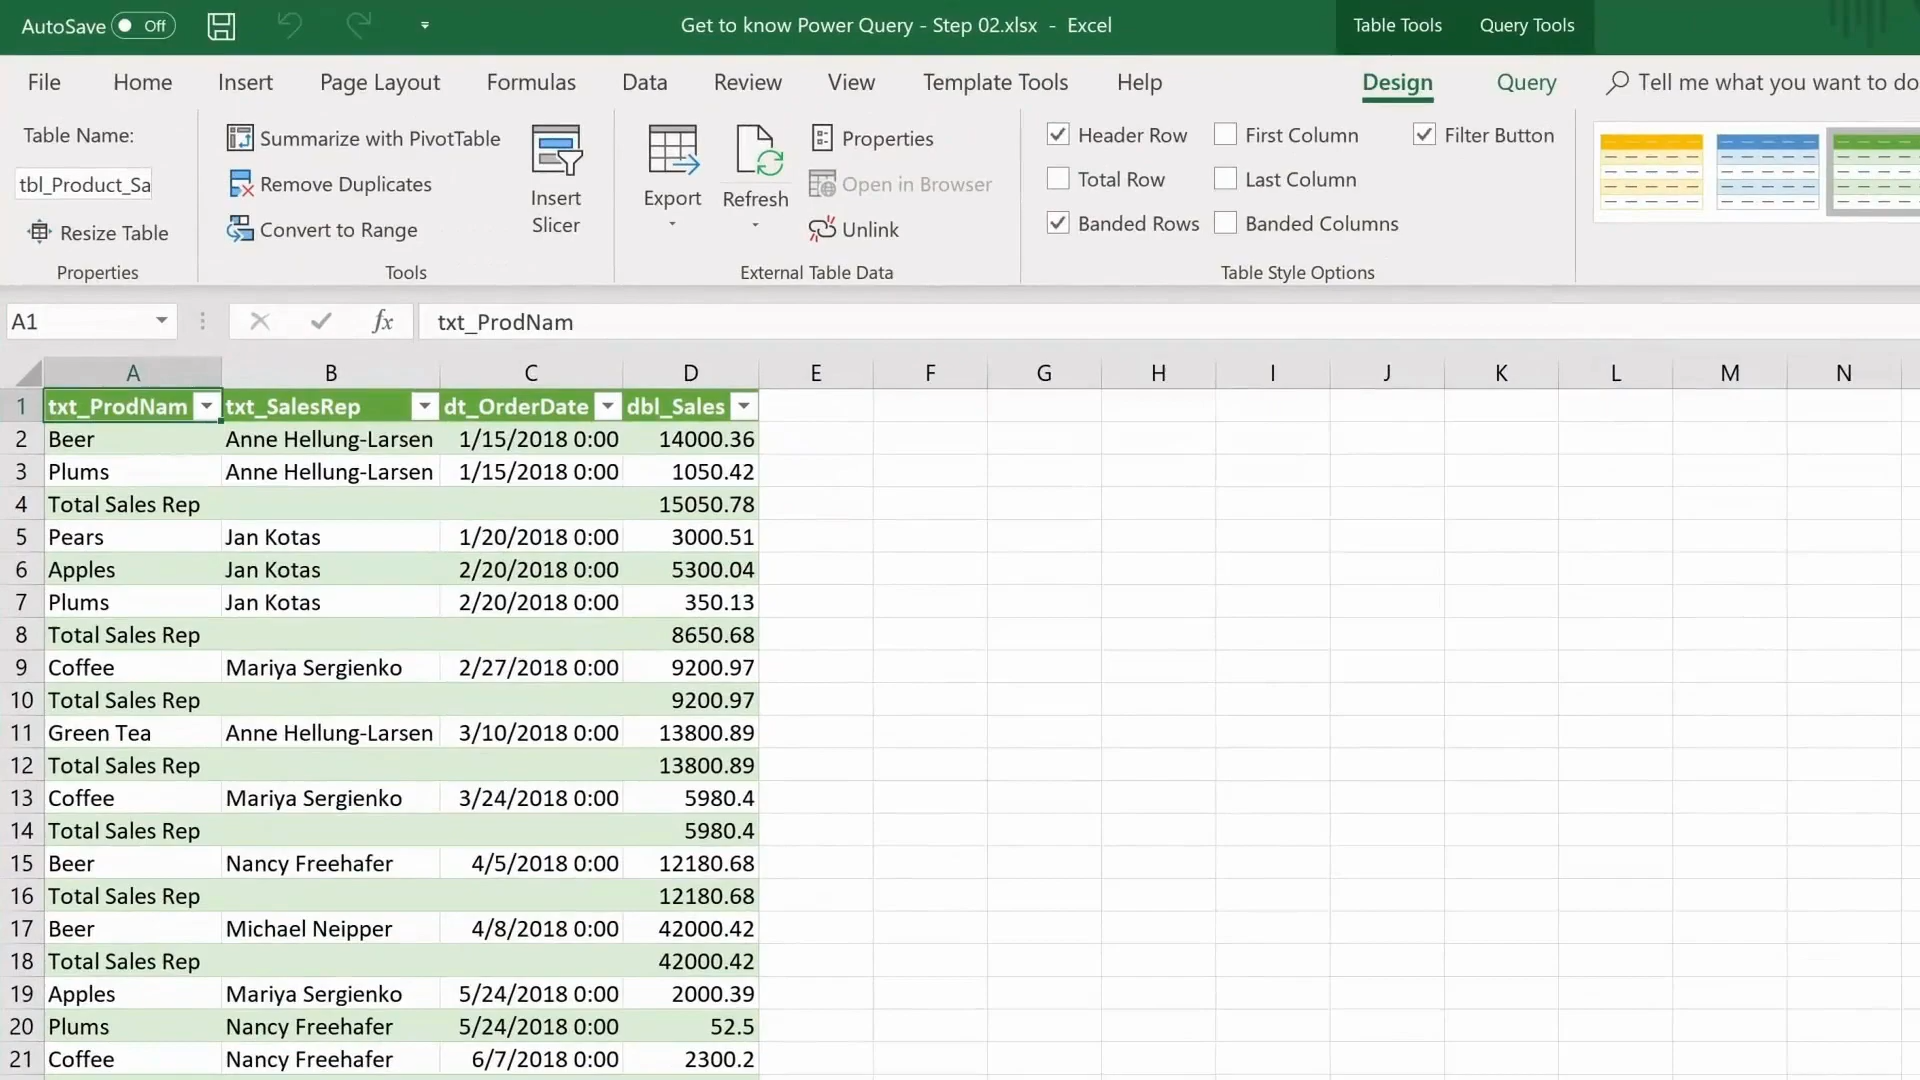 AutoSave Off Get to know Power Query - Step 02.xlsx - Excel Table Tools Query Tools
File Home Insert Page Layout Formulas Data Review View Template Tools Help Design Query Tell me what you want to do
Table Name:
tbl_Product_Sa
Resize Table
Properties
Summarize with PivotTable
Remove Duplicates
Convert to Range
Insert
Slicer
Tools
Export
Refresh
Properties
Open in Browser
Unlink
External Table Data
Header Row First Column Filter Button
Total Row Last Column
Banded Rows Banded Columns
Table Style Options
A1 fx txt_ProdNam
A B C D E F G H I J K L M N
1 txt_ProdNam txt_SalesRep dt_OrderDate dbl_Sales
2 Beer Anne Hellung-Larsen 1/15/2018 0:00 14000.36
3 Plums Anne Hellung-Larsen 1/15/2018 0:00 1050.42
4 Total Sales Rep 15050.78
5 Pears Jan Kotas 1/20/2018 0:00 3000.51
6 Apples Jan Kotas 2/20/2018 0:00 5300.04
7 Plums Jan Kotas 2/20/2018 0:00 350.13
8 Total Sales Rep 8650.68
9 Coffee Mariya Sergienko 2/27/2018 0:00 9200.97
10 Total Sales Rep 9200.97
11 Green Tea Anne Hellung-Larsen 3/10/2018 0:00 13800.89
12 Total Sales Rep 13800.89
13 Coffee Mariya Sergienko 3/24/2018 0:00 5980.4
14 Total Sales Rep 5980.4
15 Beer Nancy Freehafer 4/5/2018 0:00 12180.68
16 Total Sales Rep 12180.68
17 Beer Michael Neipper 4/8/2018 0:00 42000.42
18 Total Sales Rep 42000.42
19 Apples Mariya Sergienko 5/24/2018 0:00 2000.39
20 Plums Nancy Freehafer 5/24/2018 0:00 52.5
21 Coffee Nancy Freehafer 6/7/2018 0:00 2300.2